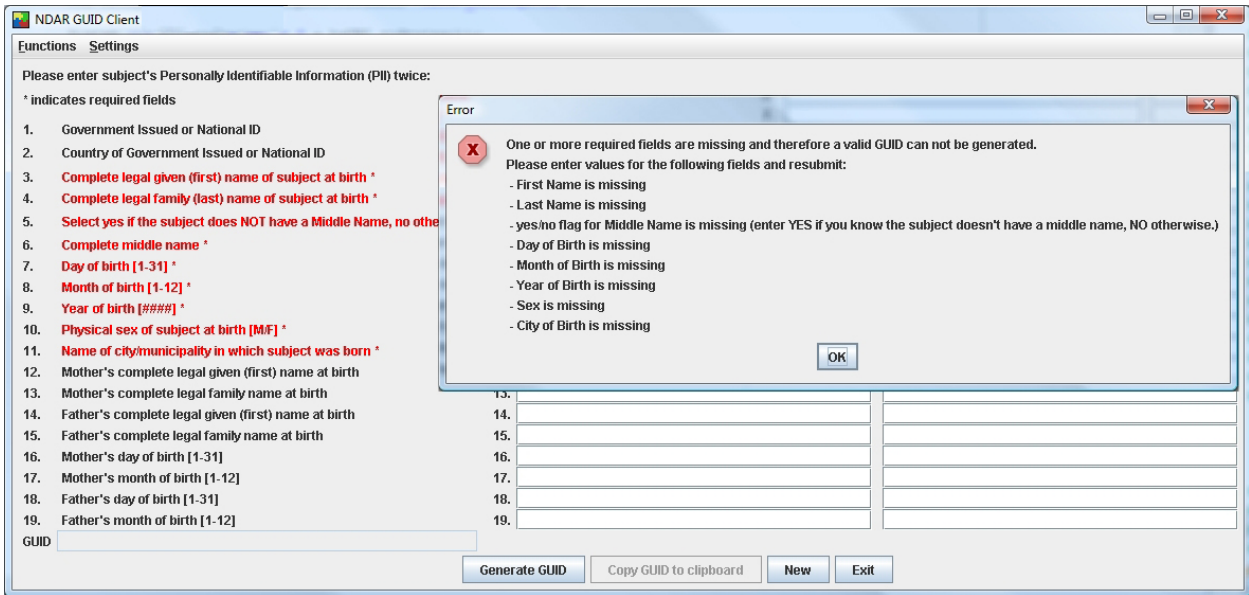 NDAR GUID Client
Functions Settings
Please enter subject's Personally Identifiable Information (PII) twice:
* indicates required fields
1. Government Issued or National ID
2. Country of Government Issued or National ID
3. Complete legal given (first) name of subject at birth *
4. Complete legal family (last) name of subject at birth *
5. Select yes if the subject does NOT have a Middle Name, no othe
6. Complete middle name *
7. Day of birth [1-31] *
8. Month of birth [1-12] *
9. Year of birth [####] *
10. Physical sex of subject at birth [M/F] *
11. Name of city/municipality in which subject was born *
12. Mother's complete legal given (first) name at birth
13. Mother's complete legal family name at birth 13.
14. Father's complete legal given (first) name at birth 14.
15. Father's complete legal family name at birth 15.
16. Mother's day of birth [1-31] 16.
17. Mother's month of birth [1-12] 17.
18. Father's day of birth [1-31] 18.
19. Father's month of birth [1-12] 19.
GUID
Generate GUID Copy GUID to clipboard New Exit
Error
One or more required fields are missing and therefore a valid GUID can not be generated.
Please enter values for the following fields and resubmit:
- First Name is missing
- Last Name is missing
- yes/no flag for Middle Name is missing (enter YES if you know the subject doesn't have a middle name, NO otherwise.)
- Day of Birth is missing
- Month of Birth is missing
- Year of Birth is missing
- Sex is missing
- City of Birth is missing
OK